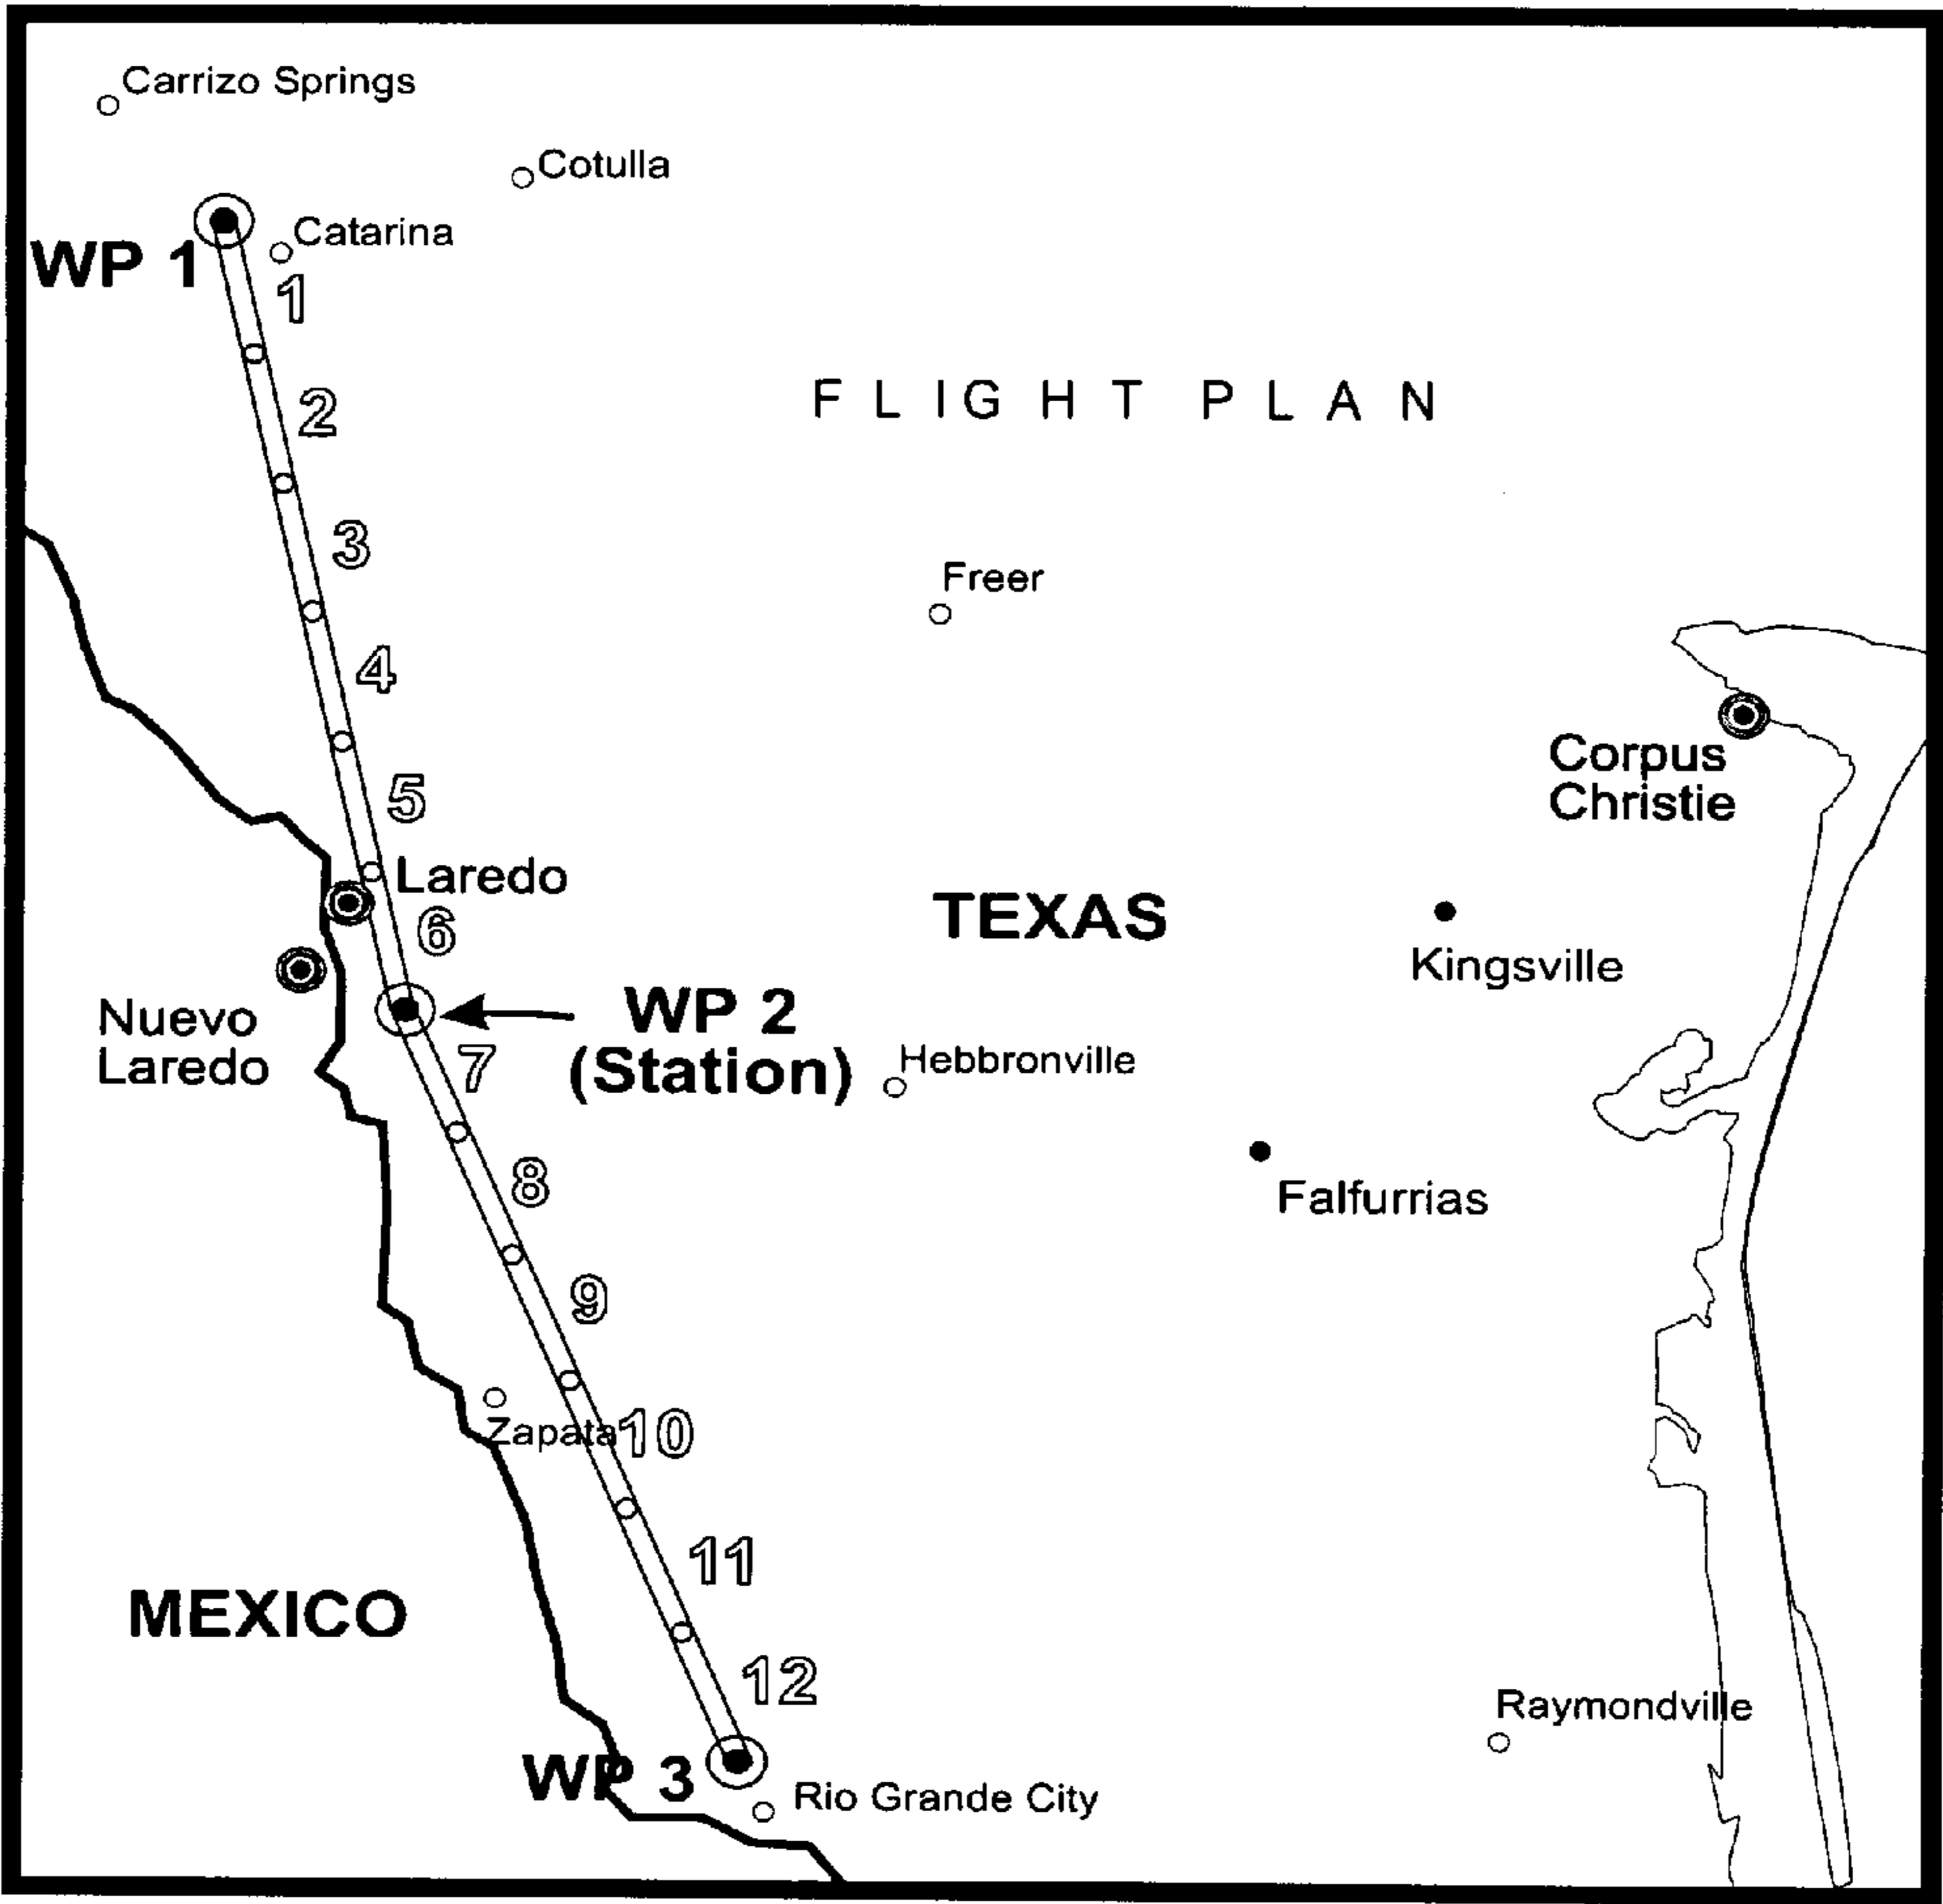 Carrizo Springs
Cotulla
Catarina
WP 1
1
2
FLIGHT PLAN
3
Freer
4
Corpus
Christie
5
Laredo
6
TEXAS
Kingsville
Nuevo
Laredo
WP 2
(Station)
7
Hebbronville
8
Falfurrias
9
Zapata
10
11
MEXICO
12
Raymondville
WP 3
Rio Grande City